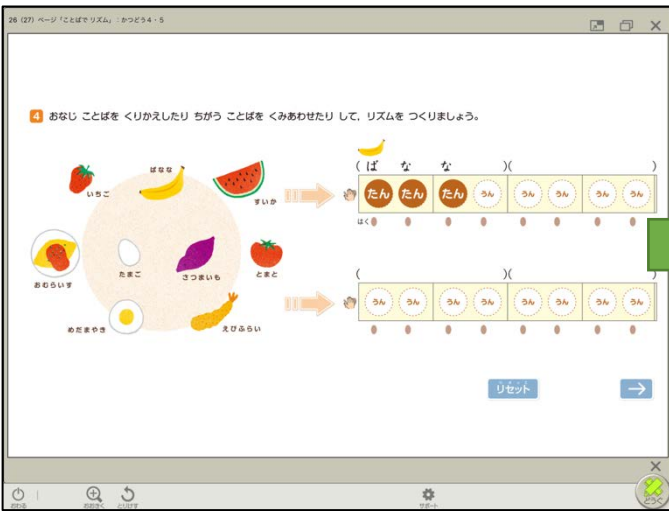 26 (27) ページ「ことばで リズム」：かつどう4・5
4 おなじ ことばを くりかえしたり ちがう ことばを くみあわせたり して，リズムを つくりましょう。
いちご
ばなな
すいか
おむらいす
たまご
さつまいも
とまと
めだまやき
えびふらい
( ば な な )( )
たん たん たん うん うん うん うん うん
はく
( )( )
うん うん うん うん うん うん うん うん
リセット
おわる
おおきく
とりけす
サポート
どうぐ